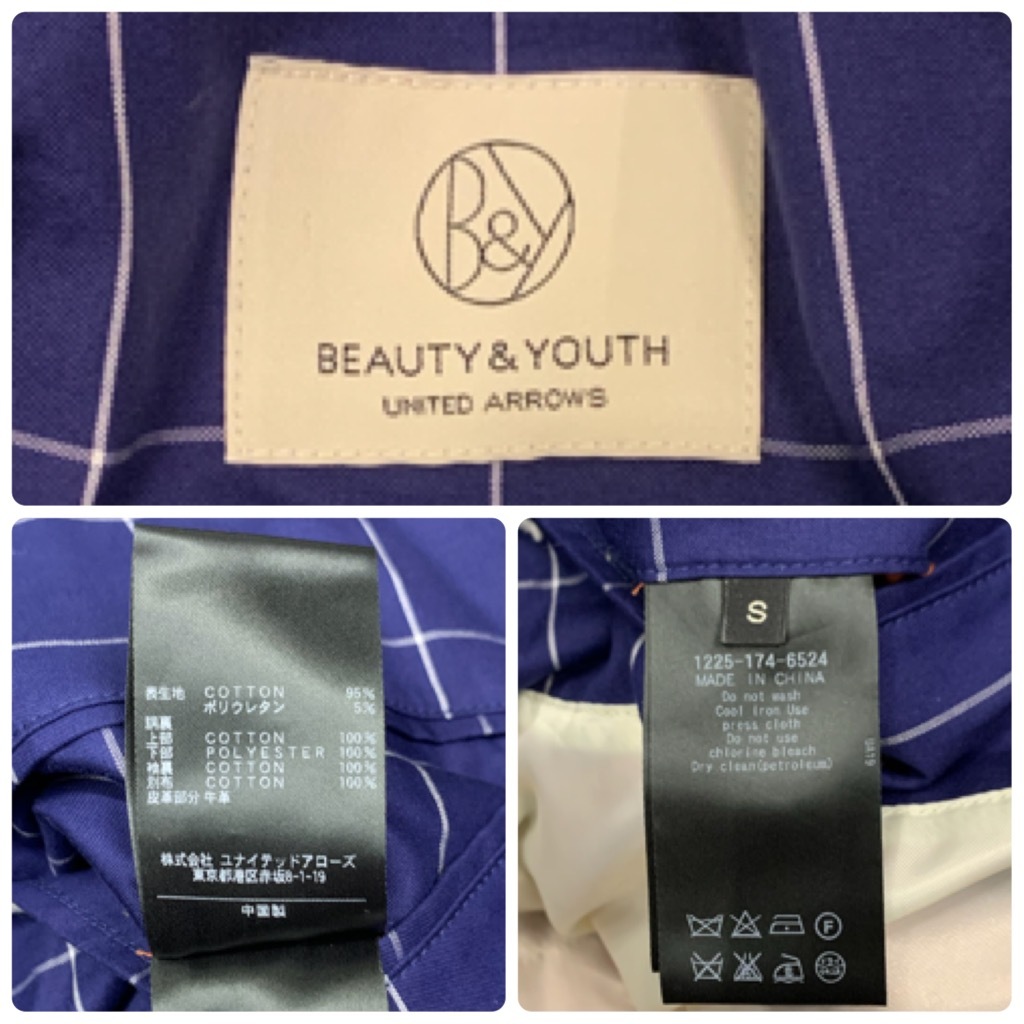 B&Y
BEAUTY & YOUTH
UNITED ARROWS
表生地 COTTON 95%
ポリウレタン 5%
胴裏
上部 COTTON 100%
下部 POLYESTER 100%
袖裏 COTTON 100%
別布 COTTON 100%
皮革部分 牛革
株式会社 ユナイテッドアローズ
東京都港区赤坂8-1-19
中国製
S
1225-174-6524
MADE IN CHINA
Do not wash
Cool iron.Use
press cloth
Do not use
chlorine bleach
Dry clean(petroleum)
UA19
F